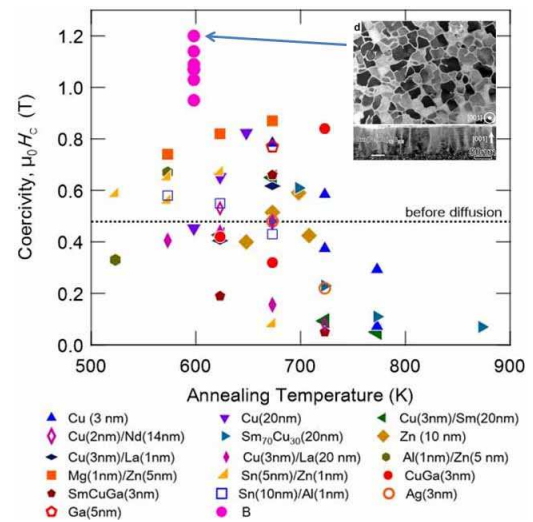 1.2
1.0
0.8
0.6
0.4
0.2
0.0
Coercivity, μ₀Hc (T)
d
[001]
[001]
before diffusion
500 600 700 800 900
Annealing Temperature (K)
Cu (3 nm) Cu(20nm) Cu(3nm)/Sm(20nm)
Cu(2nm)/Nd(14nm) Sm₇₀Cu₃₀(20nm) Zn (10 nm)
Cu(3nm)/La(1nm) Cu(3nm)/La(20 nm) Al(1nm)/Zn(5 nm)
Mg(1nm)/Zn(5nm) Sn(5nm)/Zn(1nm) CuGa(3nm)
SmCuGa(3nm) Sn(10nm)/Al(1nm) Ag(3nm)
Ga(5nm) B